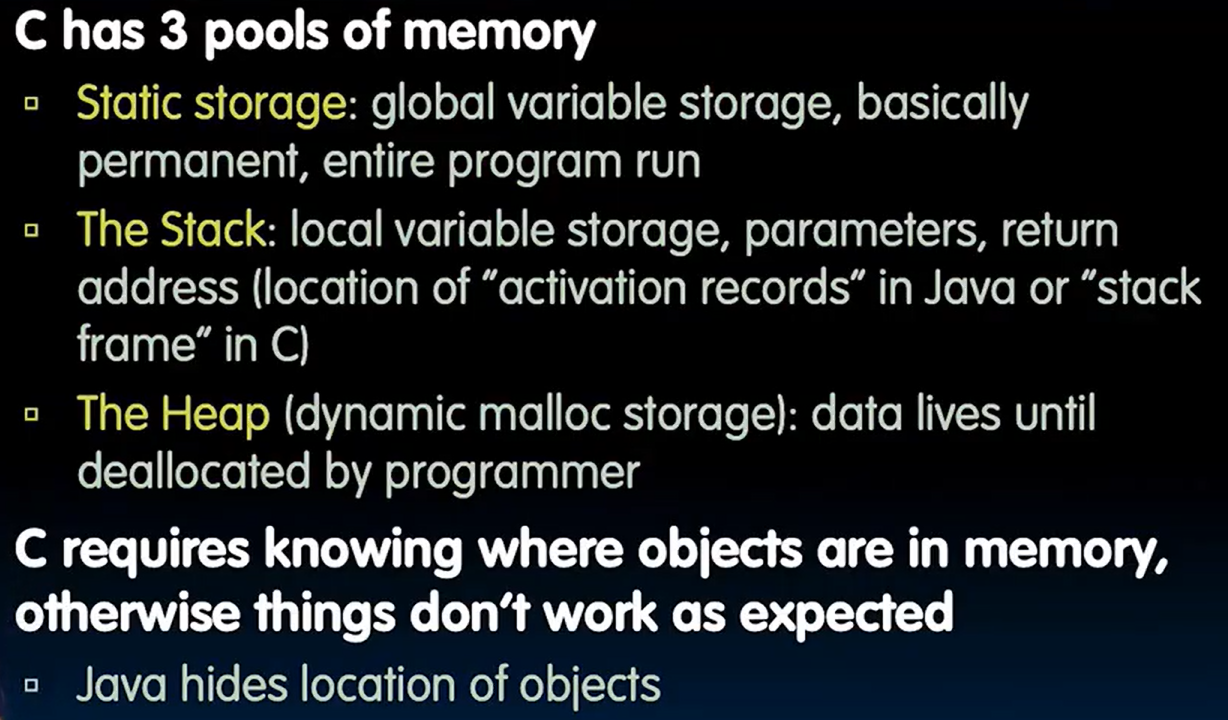 C has 3 pools of memory
▫ Static storage: global variable storage, basically
permanent, entire program run
▫ The Stack: local variable storage, parameters, return
address (location of ”activation records” in Java or ”stack
frame” in C)
▫ The Heap (dynamic malloc storage): data lives until
deallocated by programmer
C requires knowing where objects are in memory,
otherwise things don’t work as expected
▫ Java hides location of objects